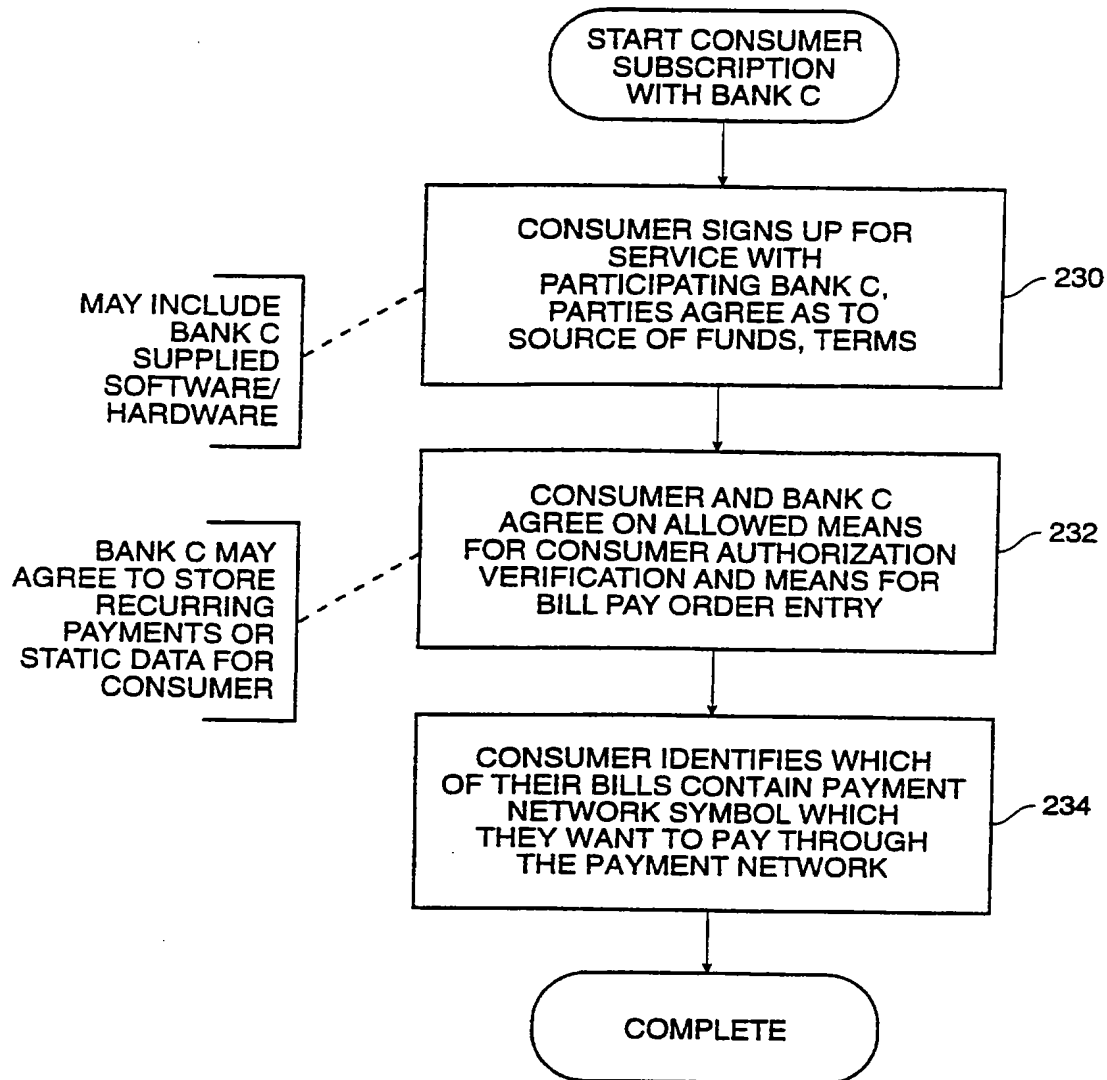 START CONSUMER
SUBSCRIPTION
WITH BANK C
CONSUMER SIGNS UP FOR
SERVICE WITH
PARTICIPATING BANK C,
PARTIES AGREE AS TO
SOURCE OF FUNDS, TERMS
230
MAY INCLUDE
BANK C
SUPPLIED
SOFTWARE/
HARDWARE
CONSUMER AND BANK C
AGREE ON ALLOWED MEANS
FOR CONSUMER AUTHORIZATION
VERIFICATION AND MEANS FOR
BILL PAY ORDER ENTRY
232
BANK C MAY
AGREE TO STORE
RECURRING
PAYMENTS OR
STATIC DATA FOR
CONSUMER
CONSUMER IDENTIFIES WHICH
OF THEIR BILLS CONTAIN PAYMENT
NETWORK SYMBOL WHICH
THEY WANT TO PAY THROUGH
THE PAYMENT NETWORK
234
COMPLETE